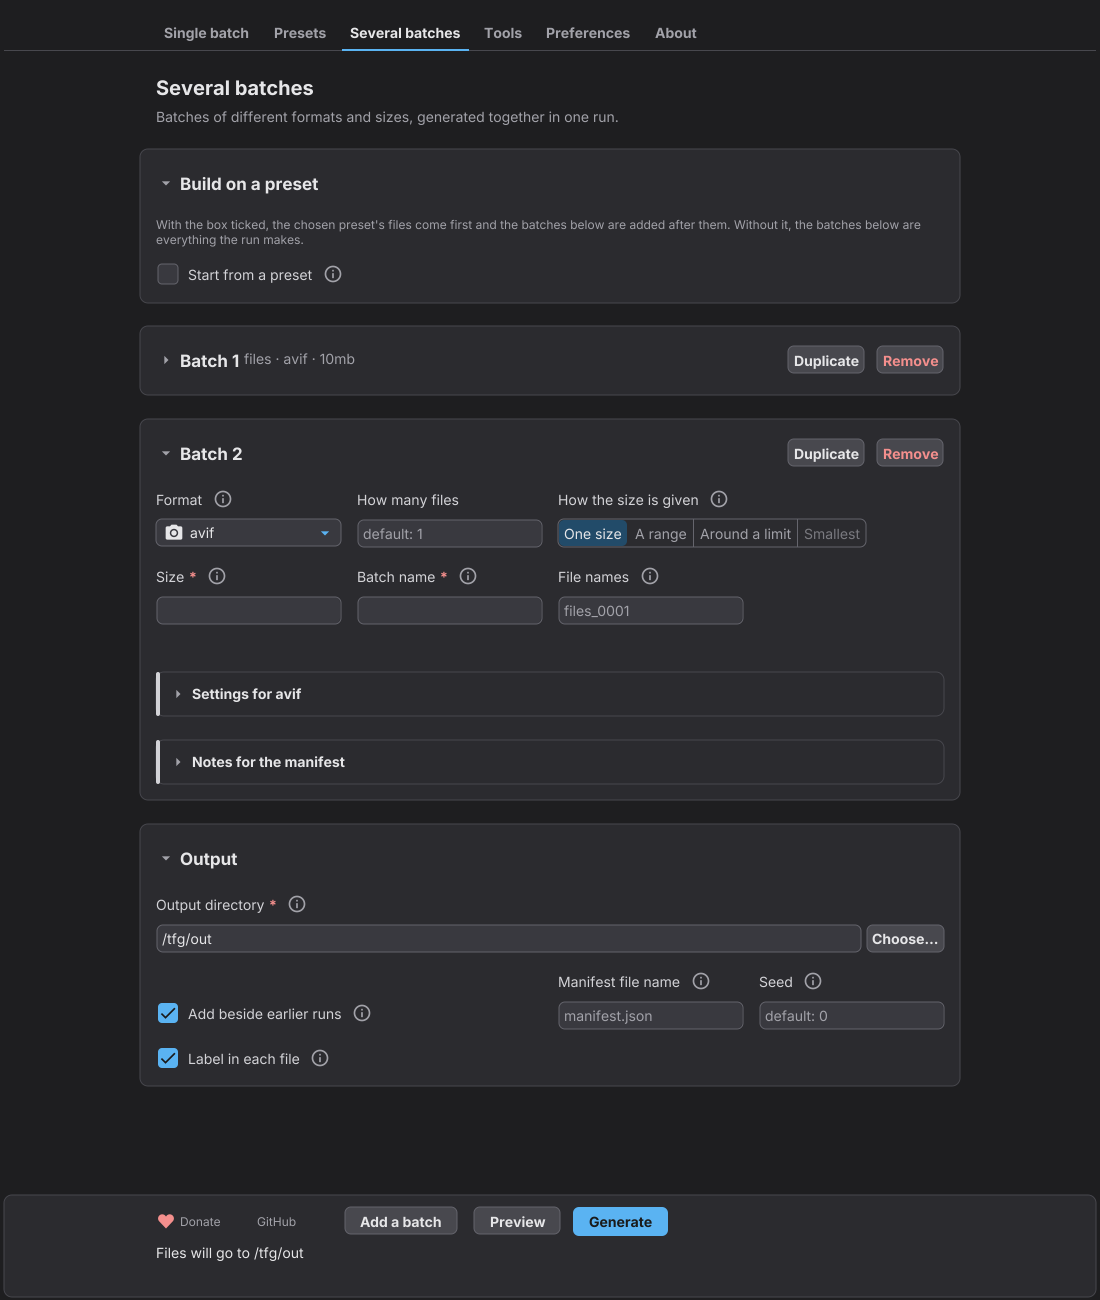 Single batch Presets Several batches Tools Preferences About
Several batches
Batches of different formats and sizes, generated together in one run.
Build on a preset
With the box ticked, the chosen preset's files come first and the batches below are added after them. Without it, the batches below are
everything the run makes.
Start from a preset
Batch 1 files · avif · 10mb Duplicate Remove
Batch 2 Duplicate Remove
Format How many files How the size is given
avif default: 1 One size A range Around a limit Smallest
Size * Batch name * File names
files_0001
Settings for avif
Notes for the manifest
Output
Output directory *
/tfg/out Choose...
Manifest file name Seed
Add beside earlier runs manifest.json default: 0
Label in each file
Donate GitHub Add a batch Preview Generate
Files will go to /tfg/out